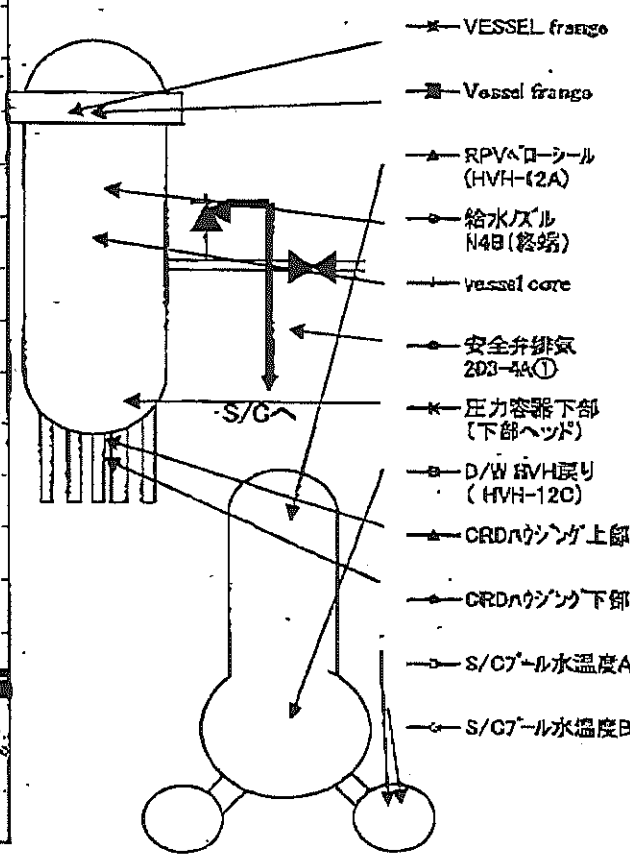 VESSEL frange
Vessel frange
RPVベローシール
(HVH-12A)
給水ノズル
N4B(終端)
vessel core
安全弁排気
203-4A①
圧力容器下部
(下部ヘッド)
D/W HVH戻り
( HVH-12C)
CRDハウジング上部
CRDハウジング下部
S/Cプール水温度A
S/Cプール水温度B
S/Cへ